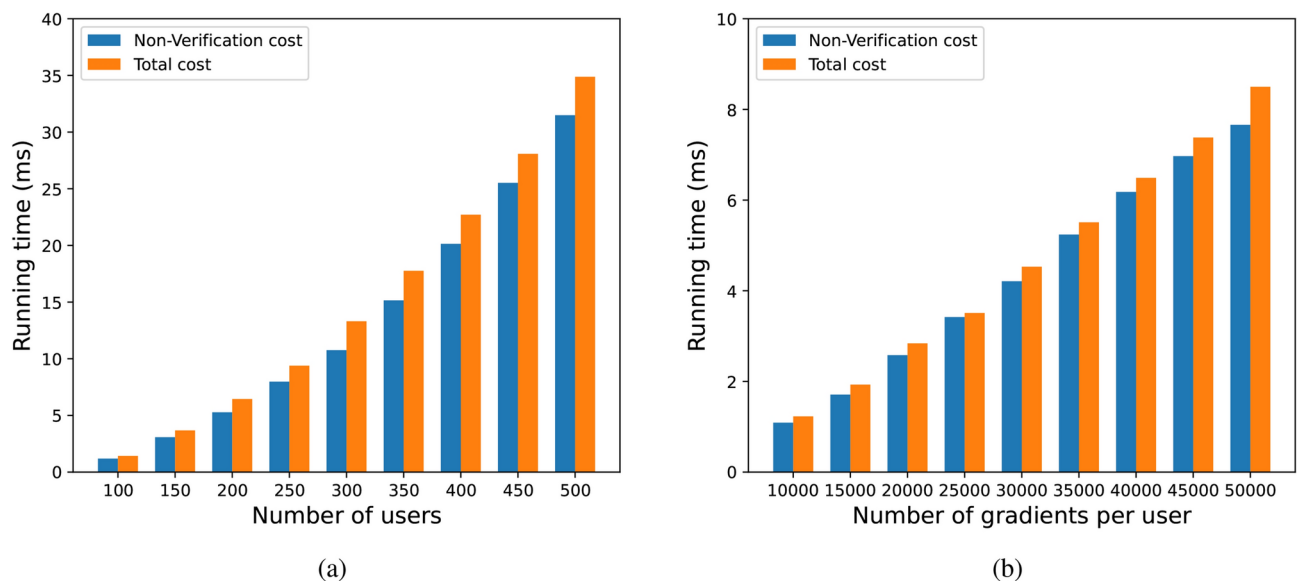 40
35
30
25
20
15
10
5
0
Running time (ms)
Non-Verification cost
Total cost
100 150 200 250 300 350 400 450 500
Number of users
(a)
10
8
6
4
2
0
Running time (ms)
Non-Verification cost
Total cost
10000 15000 20000 25000 30000 35000 40000 45000 50000
Number of gradients per user
(b)